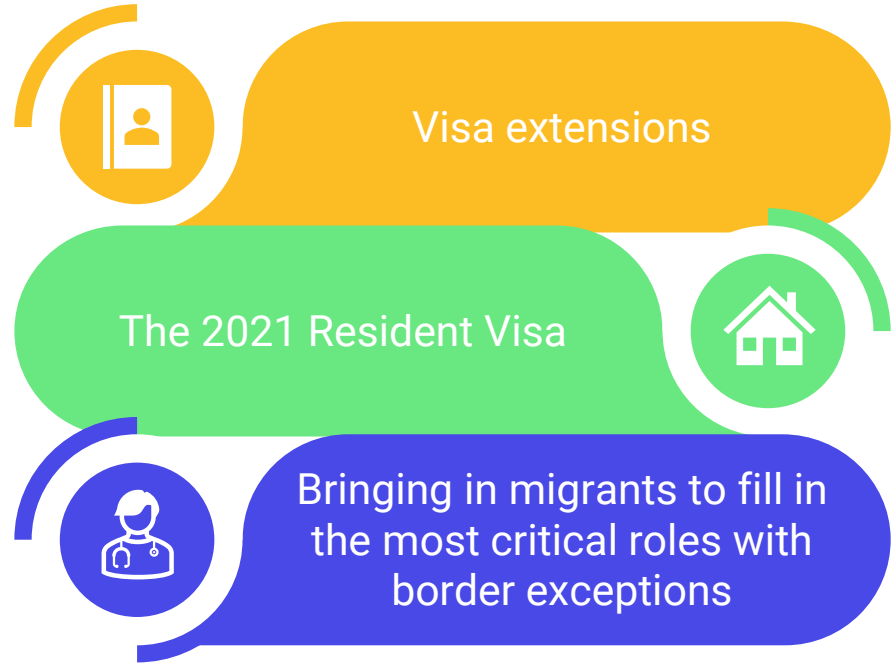 Visa extensions
The 2021 Resident Visa
Bringing in migrants to fill in
the most critical roles with
border exceptions